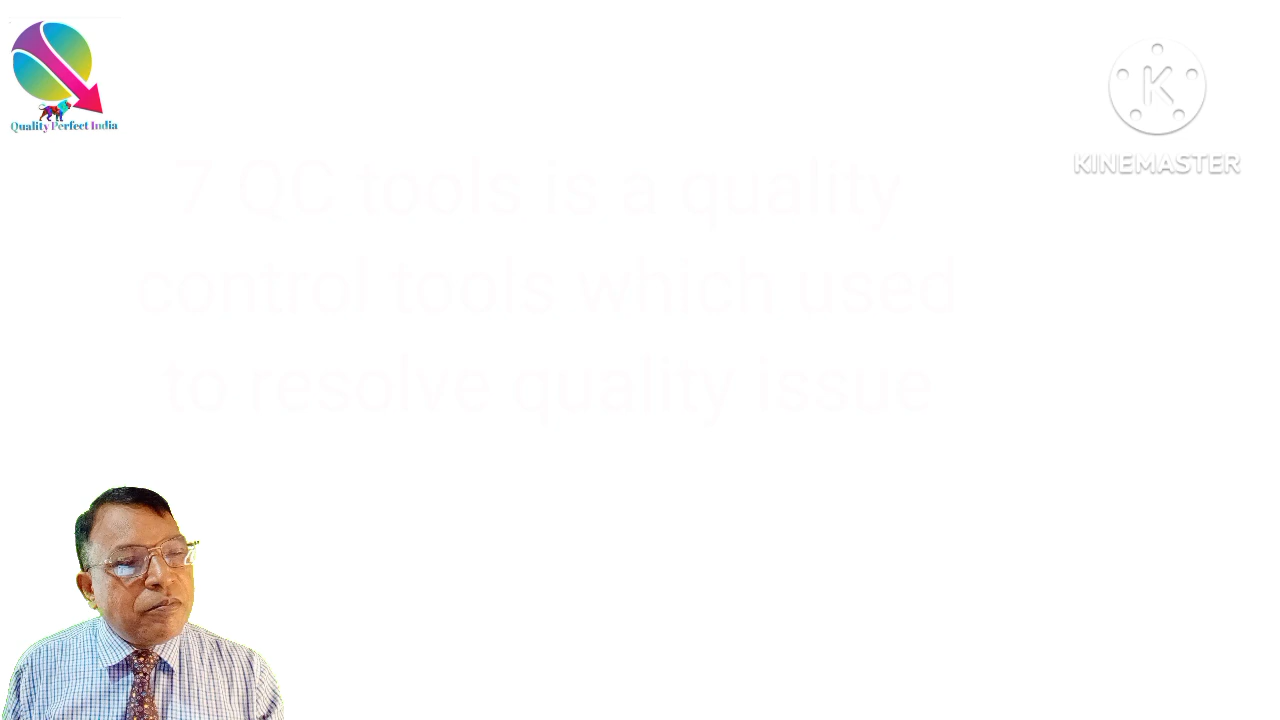 Quality Perfect India
K
KINEMASTER
7 QC tools is a quality
control tools which used
to resolve quality issue